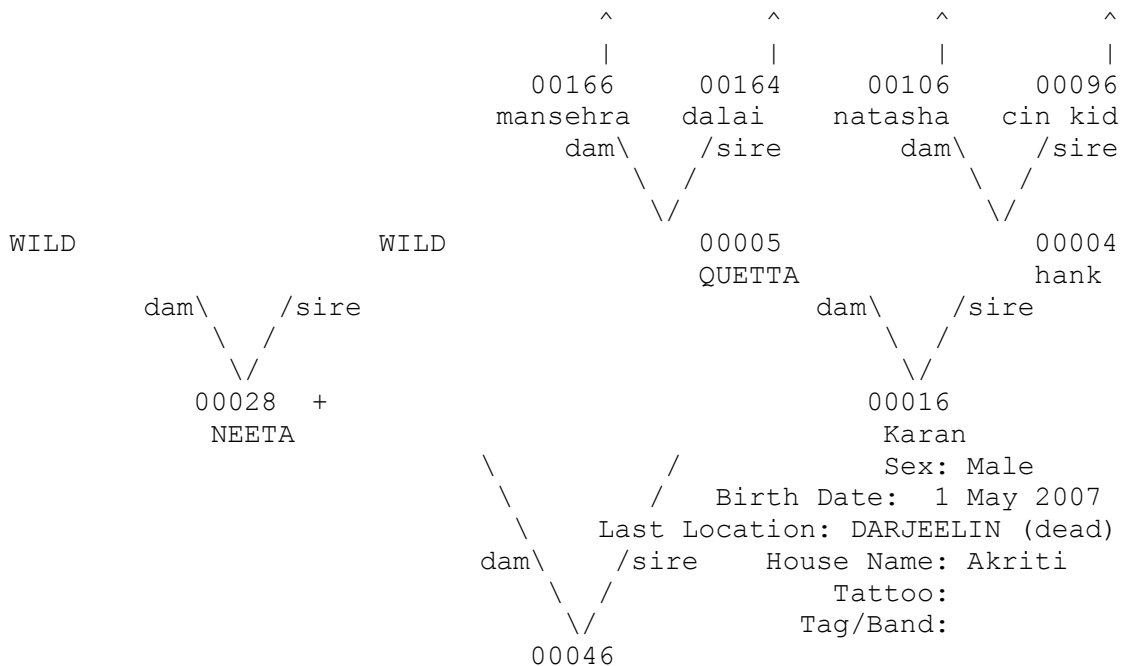 ^ ^ ^ ^
| | | |
00166 00164 00106 00096
mansehra dalai natasha cin kid
dam\ /sire dam\ /sire
\ / \ /
\/ \/
WILD WILD 00005 00004
QUETTA hank
dam\ /sire dam\ /sire
\ / \ /
\/ \/
00028 + 00016
NEETA Karan
\ / Sex: Male
\ / Birth Date: 1 May 2007
\ Last Location: DARJEELIN (dead)
dam\ /sire House Name: Akriti
\ / Tattoo:
\/ Tag/Band:
00046